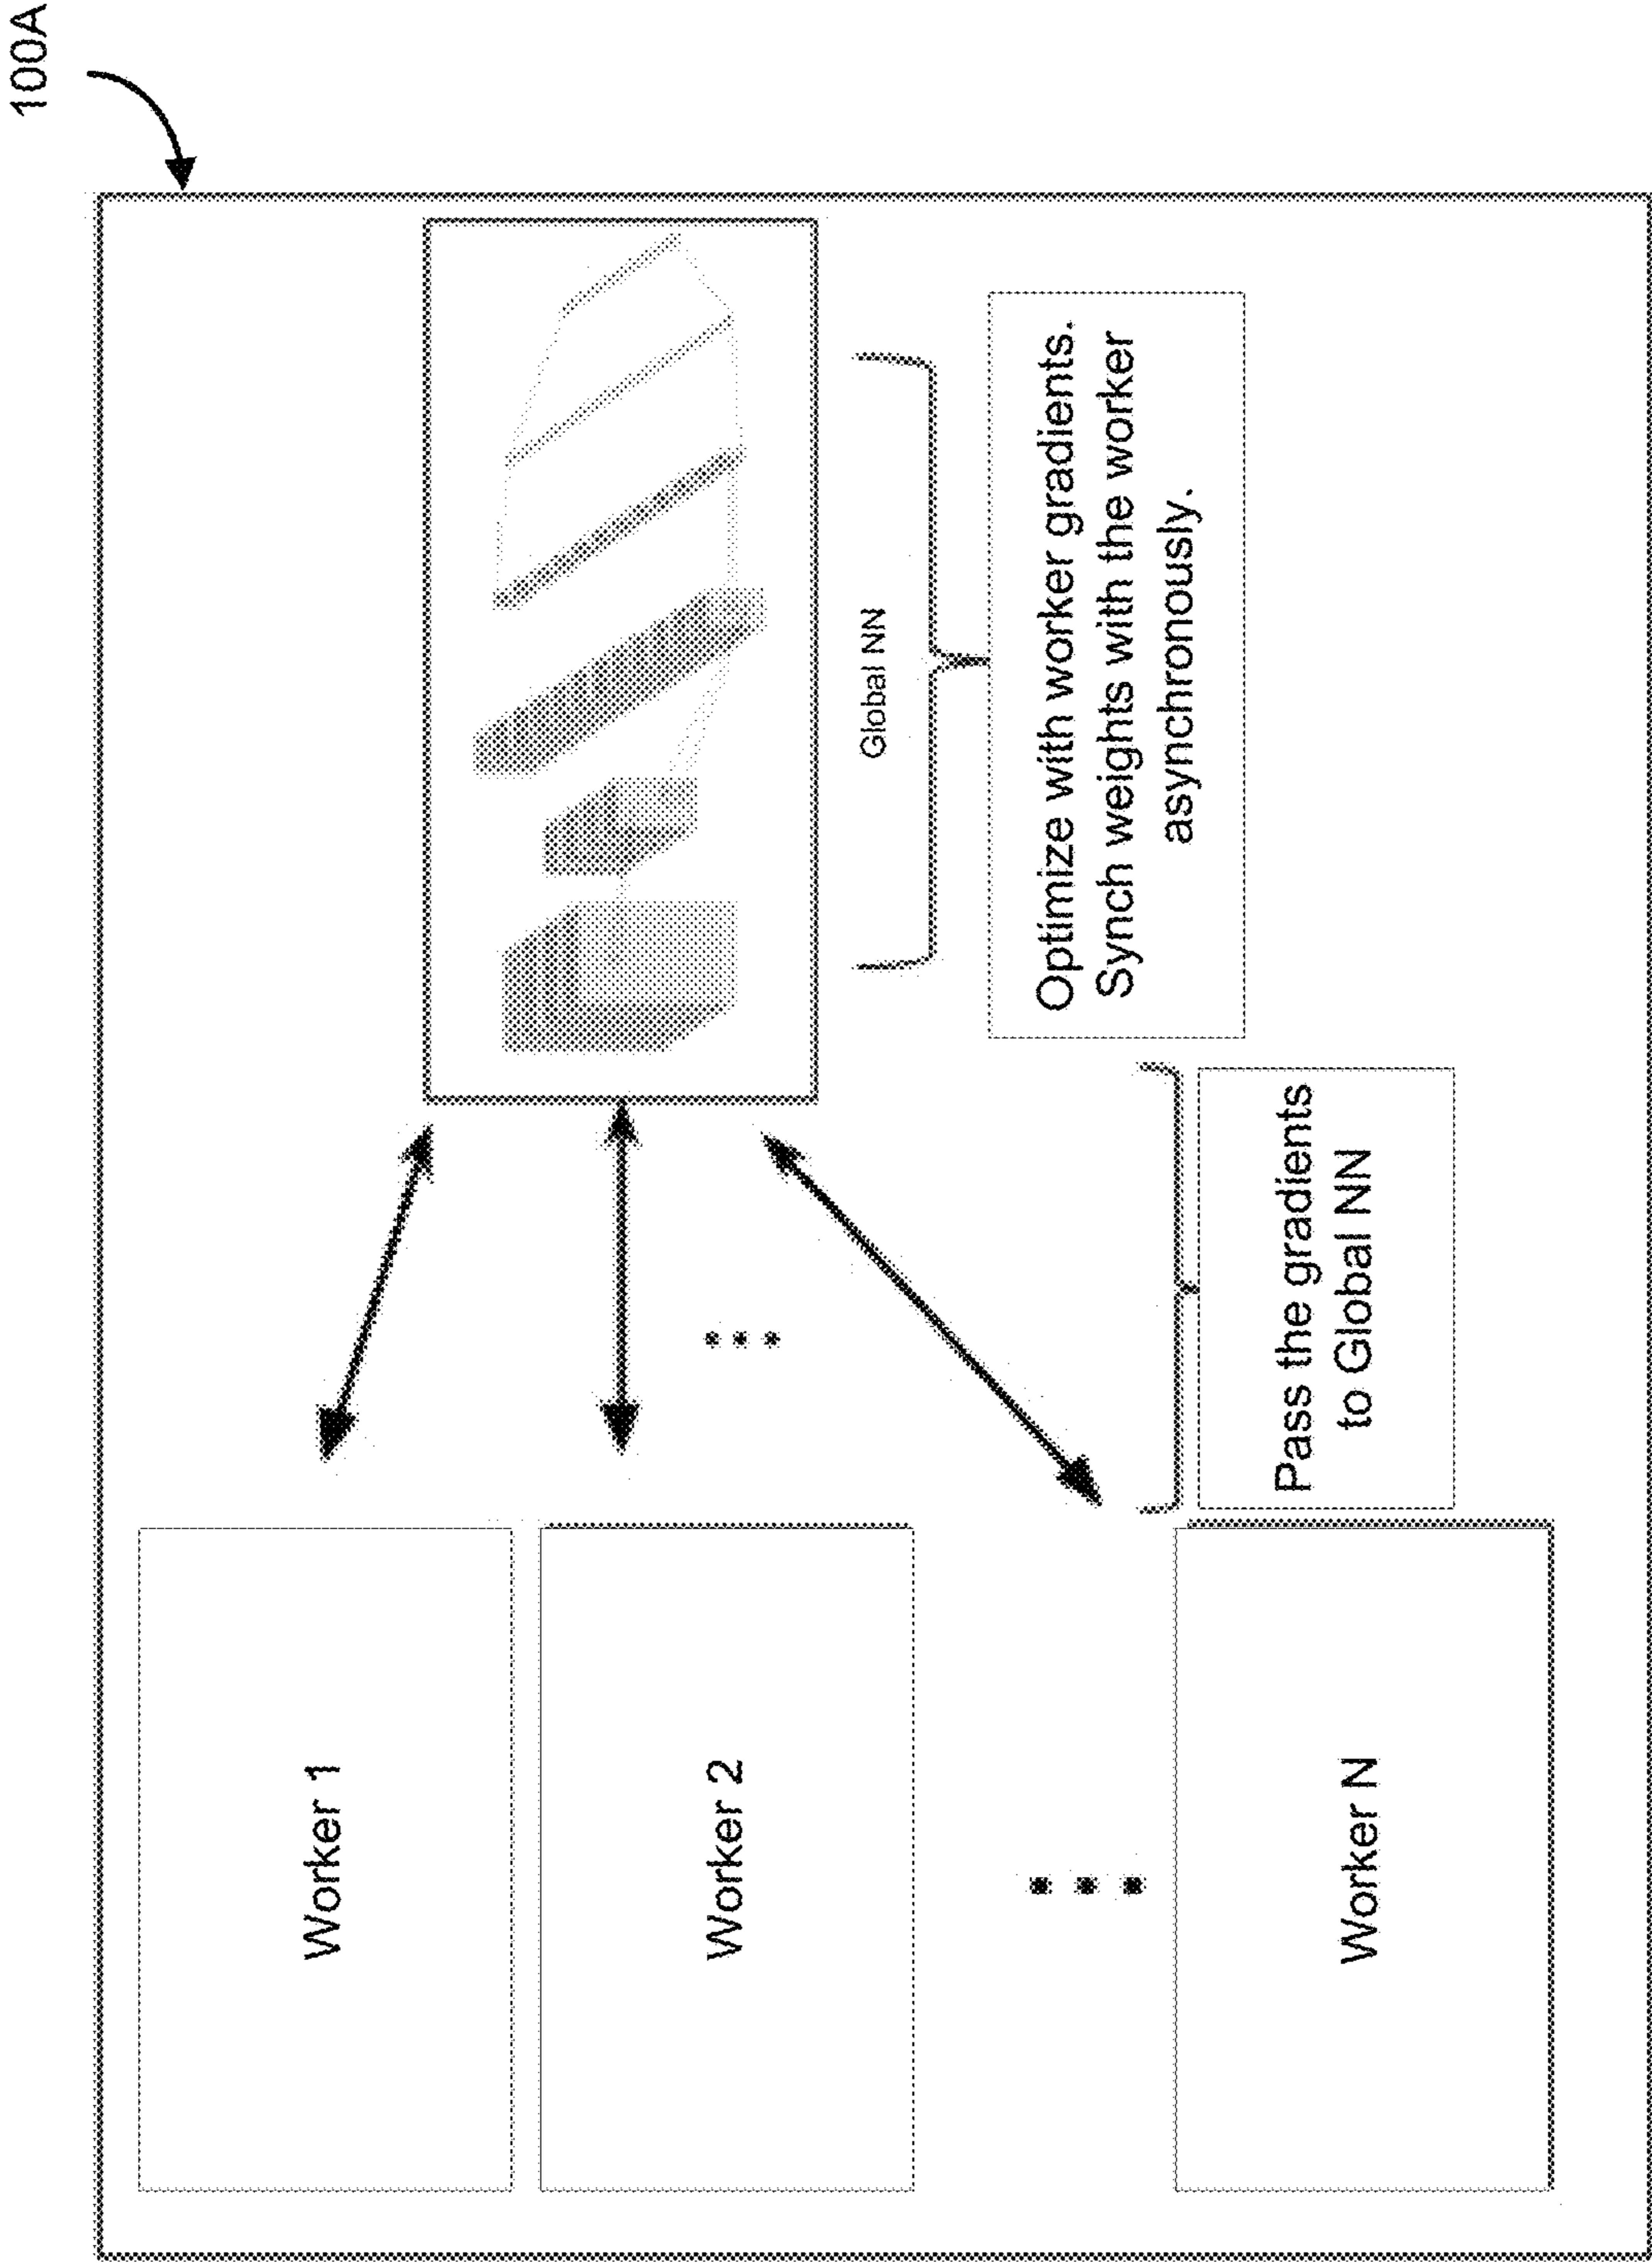 100A
Worker 1
Worker 2
Worker N
Global NN
Optimize with worker gradients.
Synch weights with the worker
asynchronously.
Pass the gradients
to Global NN